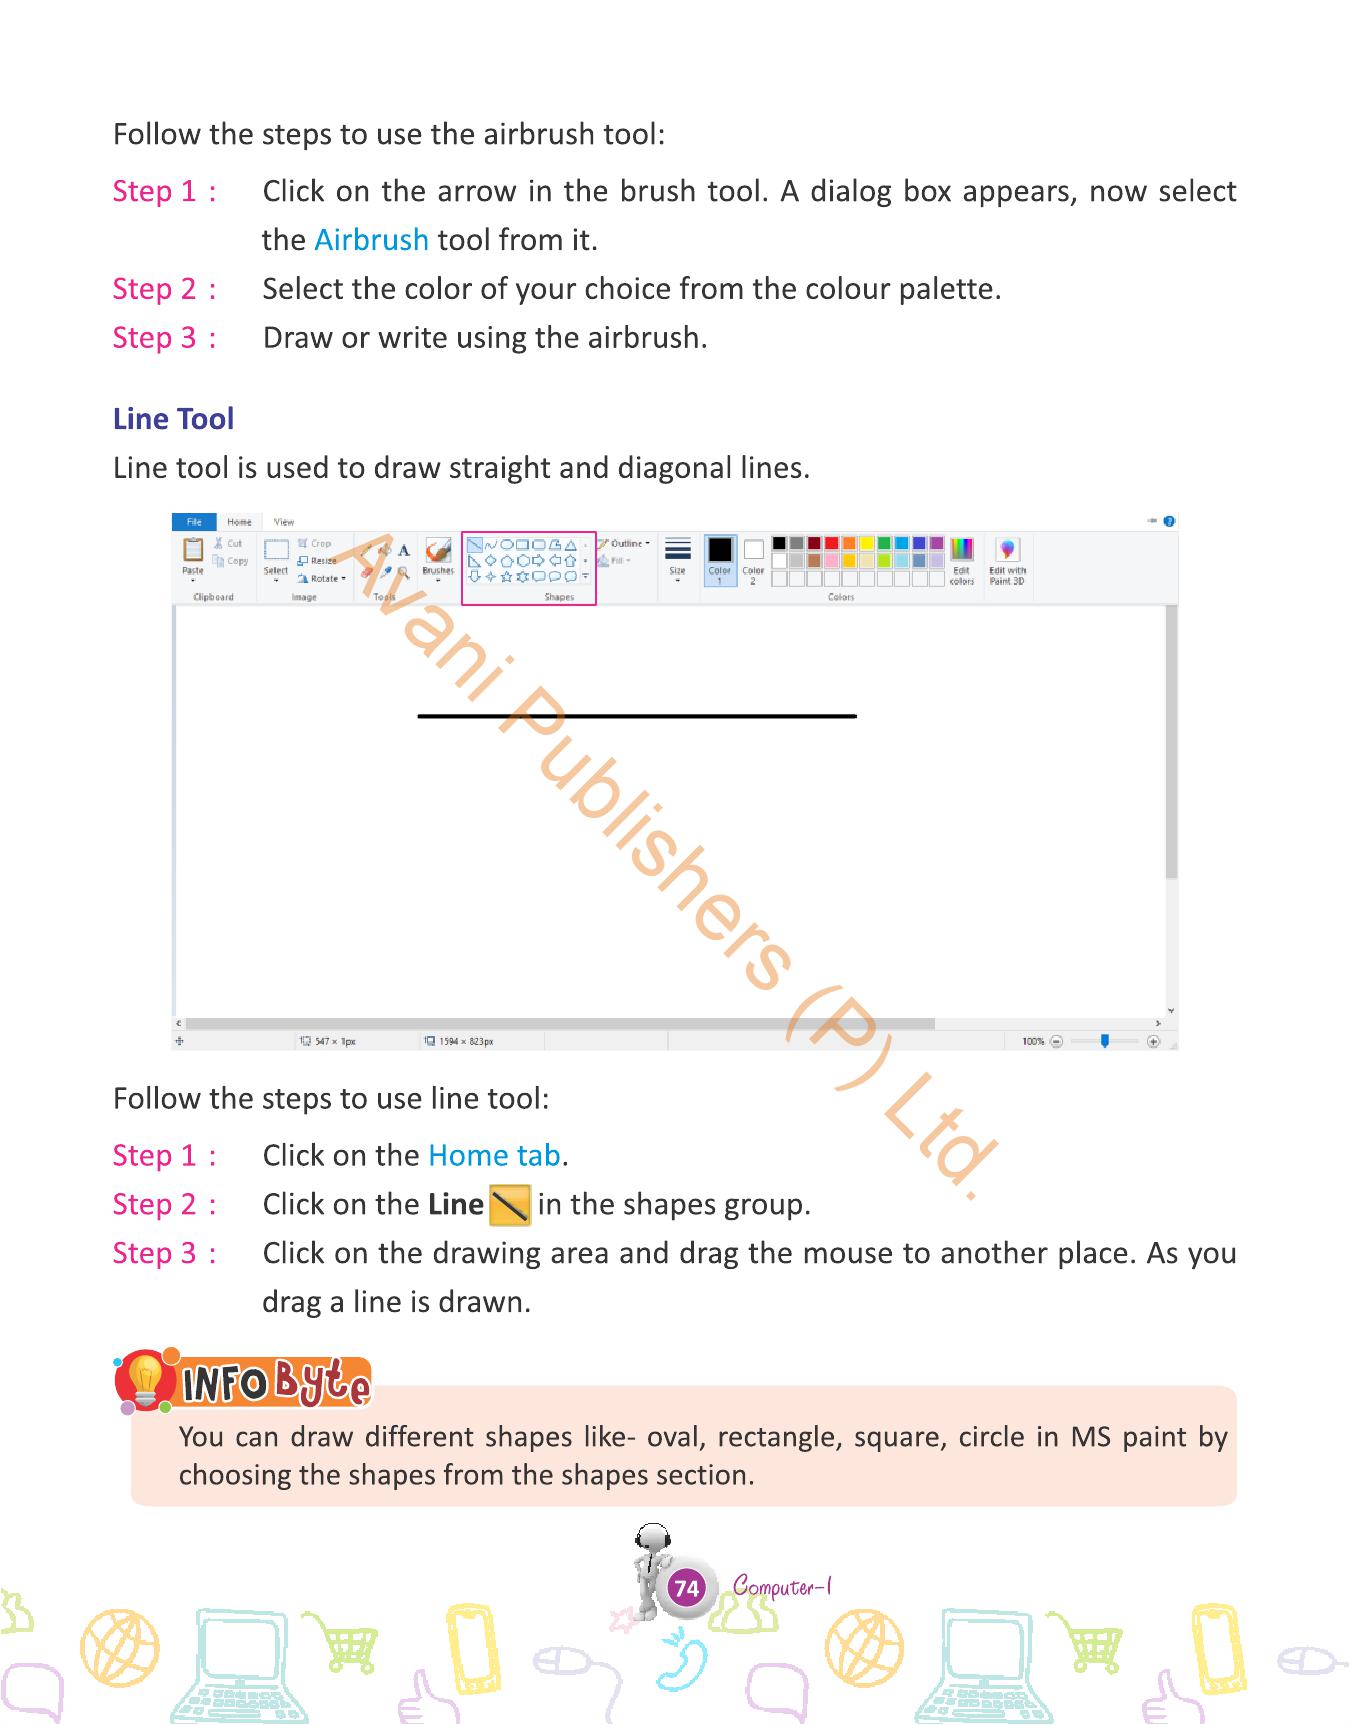 Follow the steps to use the airbrush tool:
Step 1 : Click on the arrow in the brush tool. A dialog box appears, now select
the Airbrush tool from it.
Step 2 : Select the color of your choice from the colour palette.
Step 3 : Draw or write using the airbrush.
Line Tool
Line tool is used to draw straight and diagonal lines.
File Home View
Cut Crop Outline
Copy Resize Fill
Paste Select Rotate A Brushes Size Color 1 Color 2 Edit colors Edit with Paint 3D
Clipboard Image Tools Shapes Colors
547 × 1px 1594 × 823px 100%
Avani Publishers (P) Ltd.
Follow the steps to use line tool:
Step 1 : Click on the Home tab.
Step 2 : Click on the Line in the shapes group.
Step 3 : Click on the drawing area and drag the mouse to another place. As you
drag a line is drawn.
INFO Byte
You can draw different shapes like- oval, rectangle, square, circle in MS paint by
choosing the shapes from the shapes section.
74 Computer-1